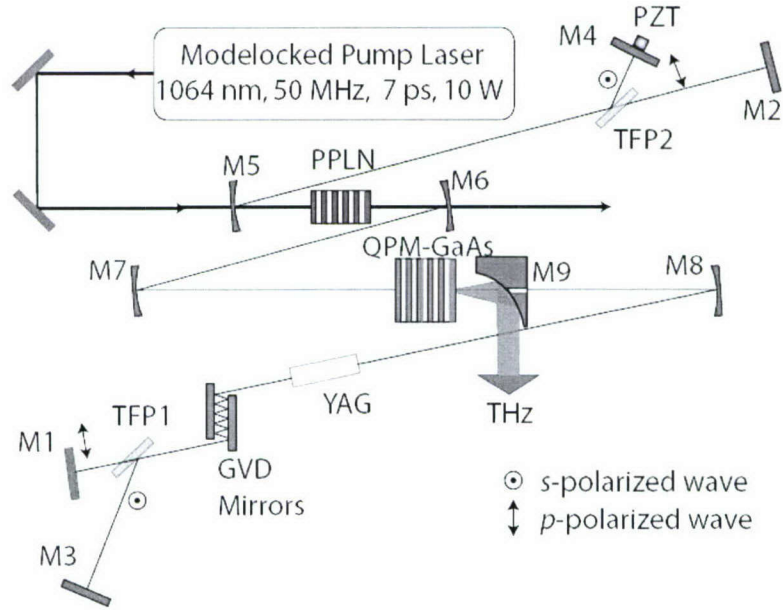 PZT
M4
Modelocked Pump Laser
1064 nm, 50 MHz, 7 ps, 10 W
M2
TFP2
M5
PPLN
M6
QPM-GaAs
M7
M9
M8
YAG
THz
TFP1
M1
GVD
Mirrors
M3
s-polarized wave
p-polarized wave